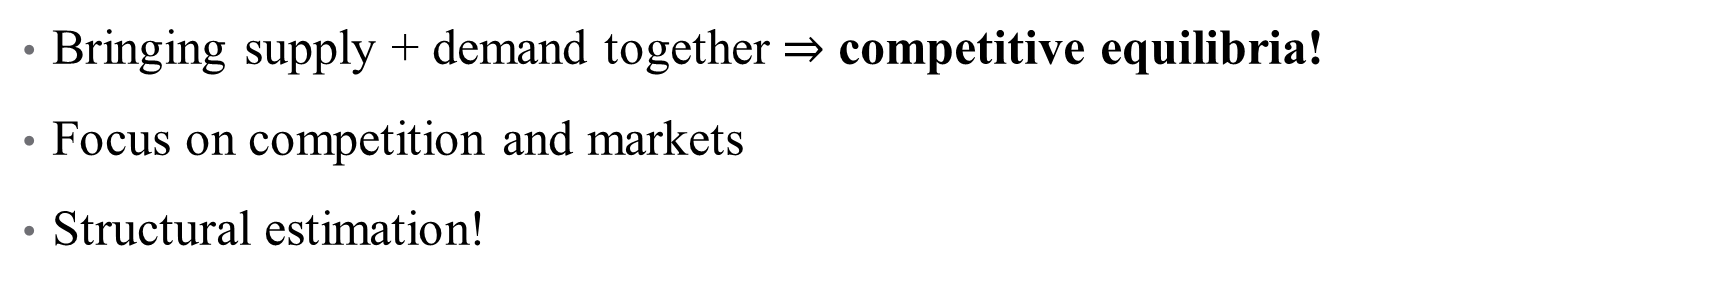 • Bringing supply + demand together ⇒ competitive equilibria!
• Focus on competition and markets
• Structural estimation!